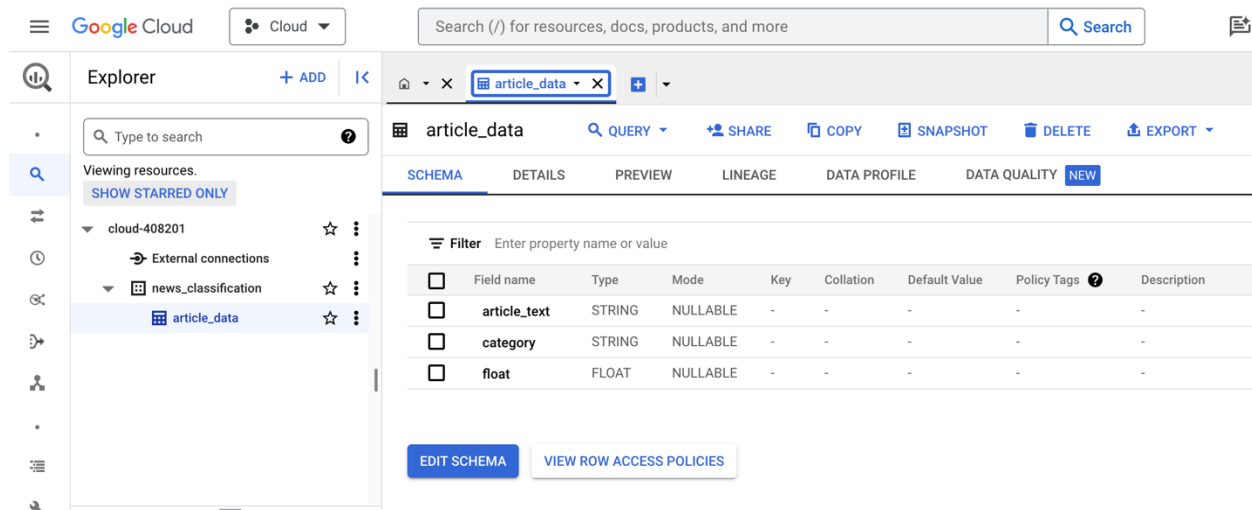 Google Cloud
Cloud
Search (/) for resources, docs, products, and more
Search
Explorer
+ ADD
article_data
Type to search
?
Viewing resources.
SHOW STARRED ONLY
cloud-408201
External connections
news_classification
article_data
article_data
QUERY
SHARE
COPY
SNAPSHOT
DELETE
EXPORT
SCHEMA DETAILS PREVIEW LINEAGE DATA PROFILE DATA QUALITY NEW
Filter Enter property name or value
Field name Type Mode Key Collation Default Value Policy Tags ? Description
article_text STRING NULLABLE - - - - -
category STRING NULLABLE - - - - -
float FLOAT NULLABLE - - - - -
EDIT SCHEMA
VIEW ROW ACCESS POLICIES